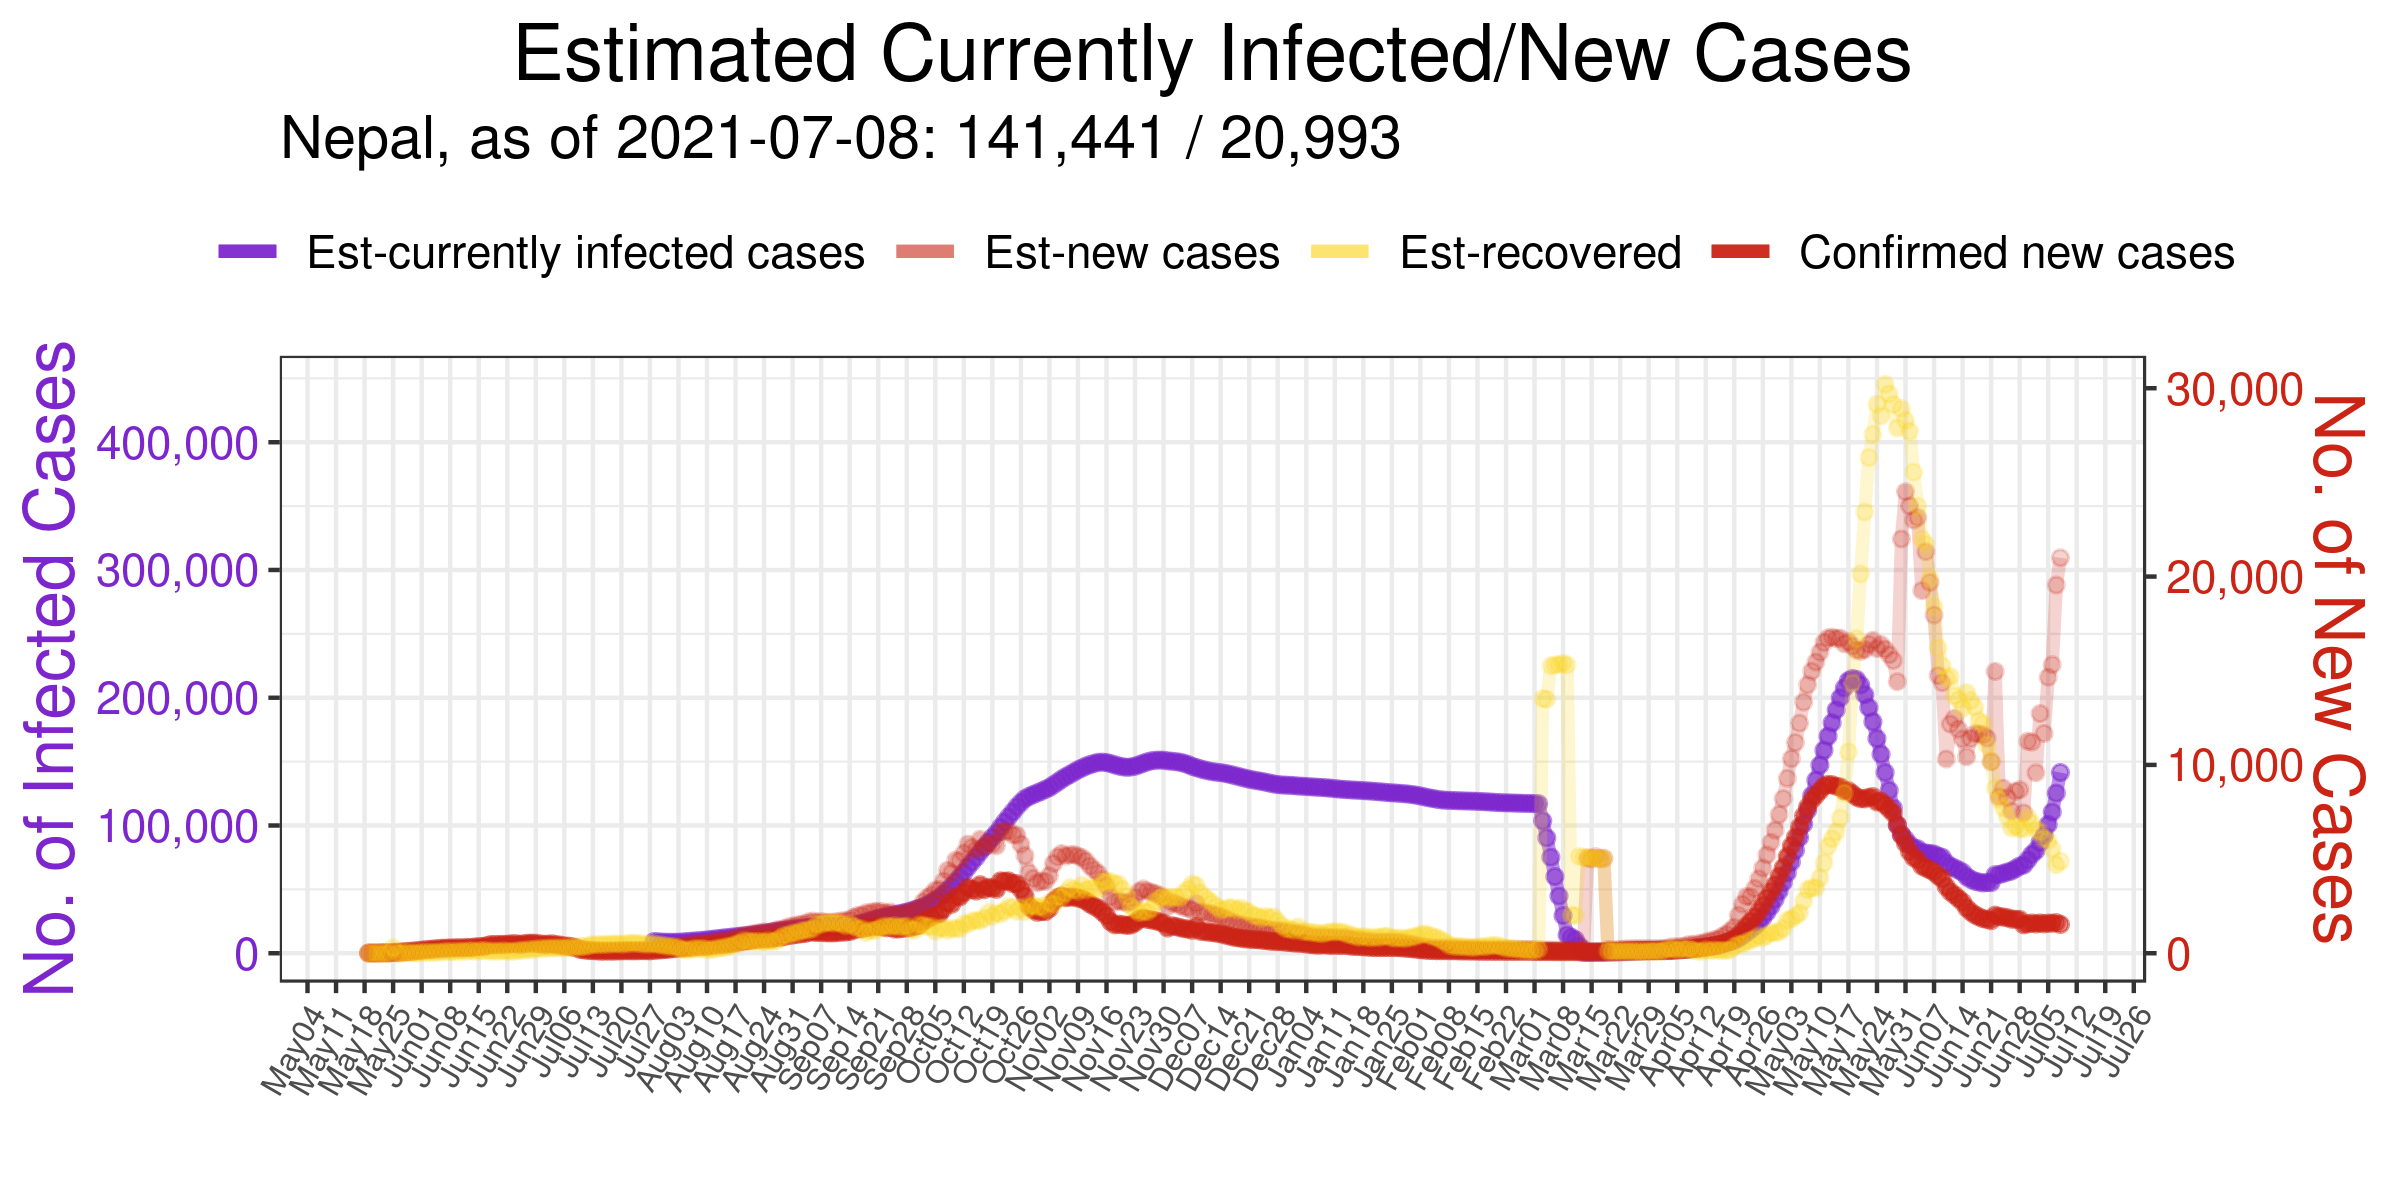 Estimated Currently Infected/New Cases
Nepal, as of 2021-07-08: 141,441 / 20,993
Est-currently infected cases Est-new cases Est-recovered Confirmed new cases
No. of Infected Cases
400,000
300,000
200,000
100,000
0
30,000
20,000
10,000
0
No. of New Cases
May04 May11 May18 May25 Jun01 Jun08 Jun15 Jun22 Jun29 Jul06 Jul13 Jul20 Jul27 Aug03 Aug10 Aug17 Aug24 Aug31 Sep07 Sep14 Sep21 Sep28 Oct05 Oct12 Oct19 Oct26 Nov02 Nov09 Nov16 Nov23 Nov30 Dec07 Dec14 Dec21 Dec28 Jan04 Jan11 Jan18 Jan25 Feb01 Feb08 Feb15 Feb22 Mar01 Mar08 Mar15 Mar22 Mar29 Apr05 Apr12 Apr19 Apr26 May03 May10 May17 May24 May31 Jun07 Jun14 Jun21 Jun28 Jul05 Jul12 Jul19 Jul26